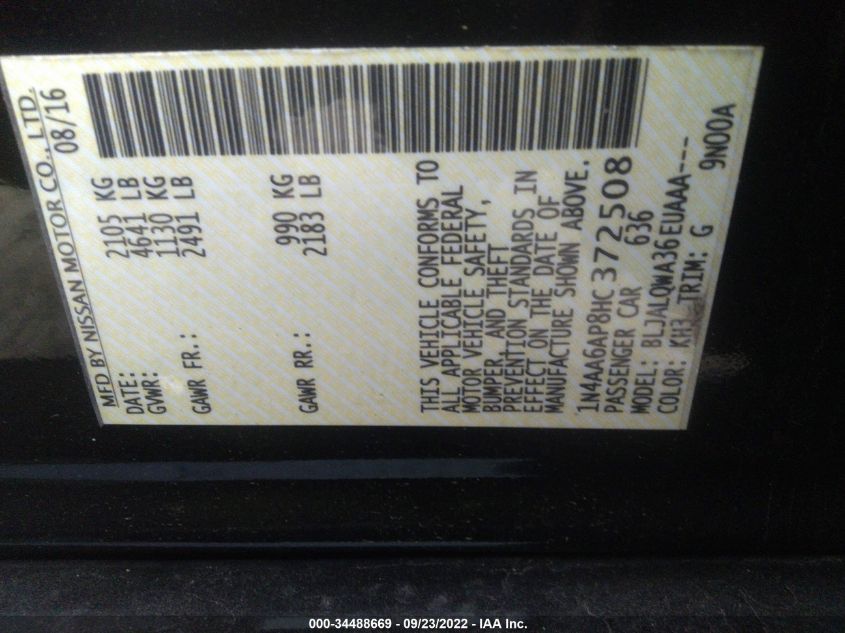 MFD BY NISSAN MOTOR CO., LTD.
DATE: 08/16
GVWR: 2105 KG
4641 LB
GAWR FR.: 1130 KG
2491 LB
GAWR RR.: 990 KG
2183 LB
THIS VEHICLE CONFORMS TO
ALL APPLICABLE FEDERAL
MOTOR VEHICLE SAFETY,
BUMPER, AND THEFT
PREVENTION STANDARDS IN
EFFECT ON THE DATE OF
MANUFACTURE SHOWN ABOVE.
1N4AA6AP8HC372508
PASSENGER CAR 636
MODEL: BLJALQWA36EUAAA---
COLOR: KH3 TRIM: G 9N00A
000-34488669 - 09/23/2022 - IAA Inc.